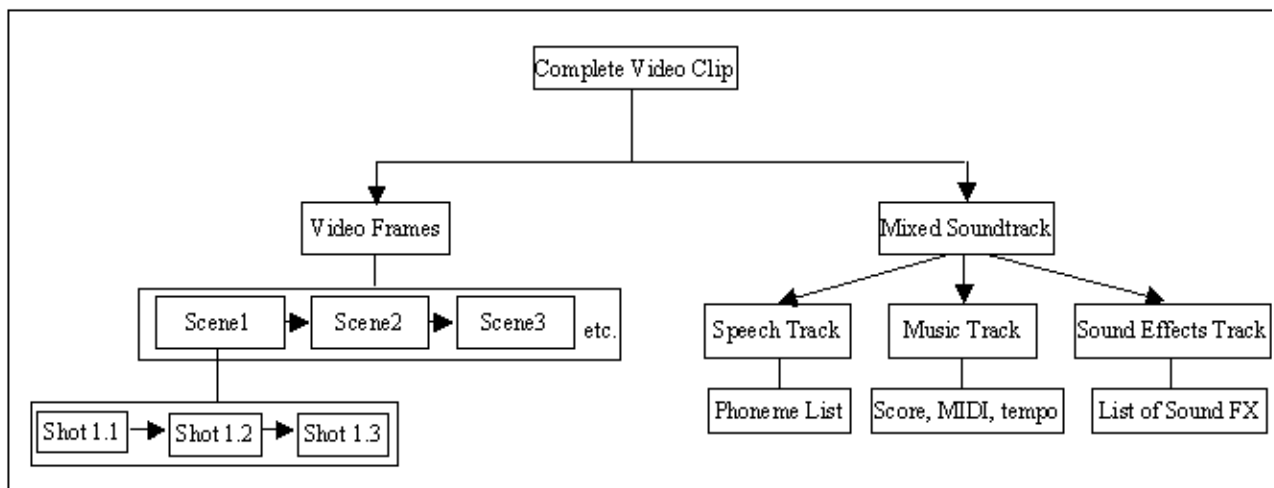 Complete Video Clip
Video Frames
Mixed Soundtrack
Scene1
Scene2
Scene3
etc.
Speech Track
Music Track
Sound Effects Track
Phoneme List
Score, MIDI, tempo
List of Sound FX
Shot 1.1
Shot 1.2
Shot 1.3